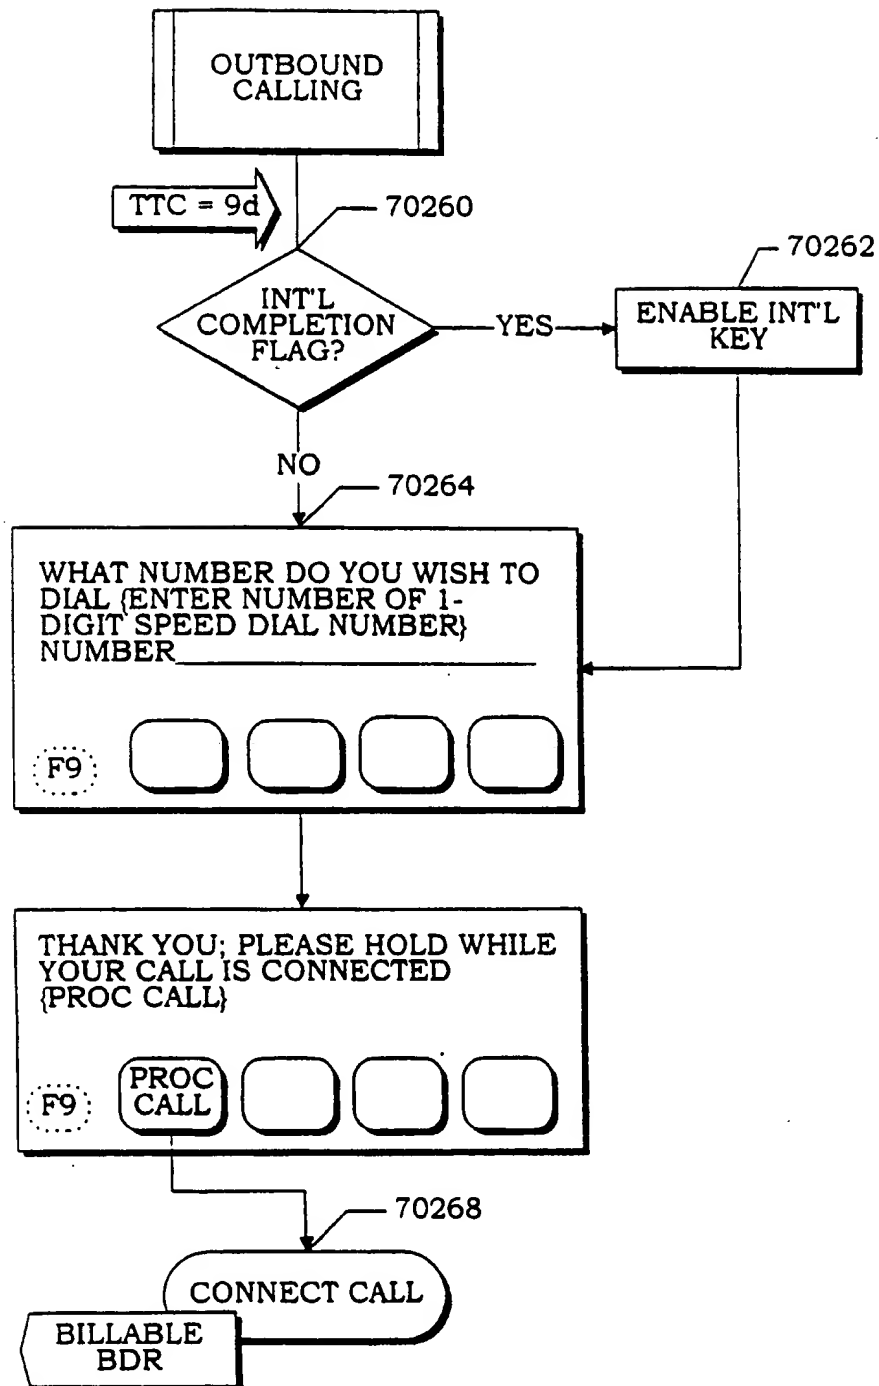 OUTBOUND
CALLING
TTC = 9d
70260
70262
INT'L
COMPLETION
FLAG?
YES
ENABLE INT'L
KEY
NO
70264
WHAT NUMBER DO YOU WISH TO
DIAL {ENTER NUMBER OF 1-
DIGIT SPEED DIAL NUMBER}
NUMBER
F9
THANK YOU; PLEASE HOLD WHILE
YOUR CALL IS CONNECTED
{PROC CALL}
F9
PROC
CALL
70268
CONNECT CALL
BILLABLE
BDR